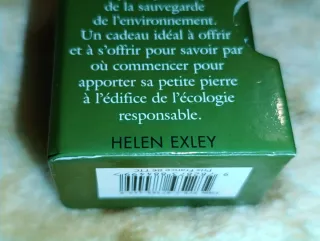 de la sauvegarde
de l'environnement.
Un cadeau idéal à offrir
et à s'offrir pour savoir par
où commencer pour
apporter sa petite pierre
à l'édifice de l'écologie
responsable.
HELEN EXLEY